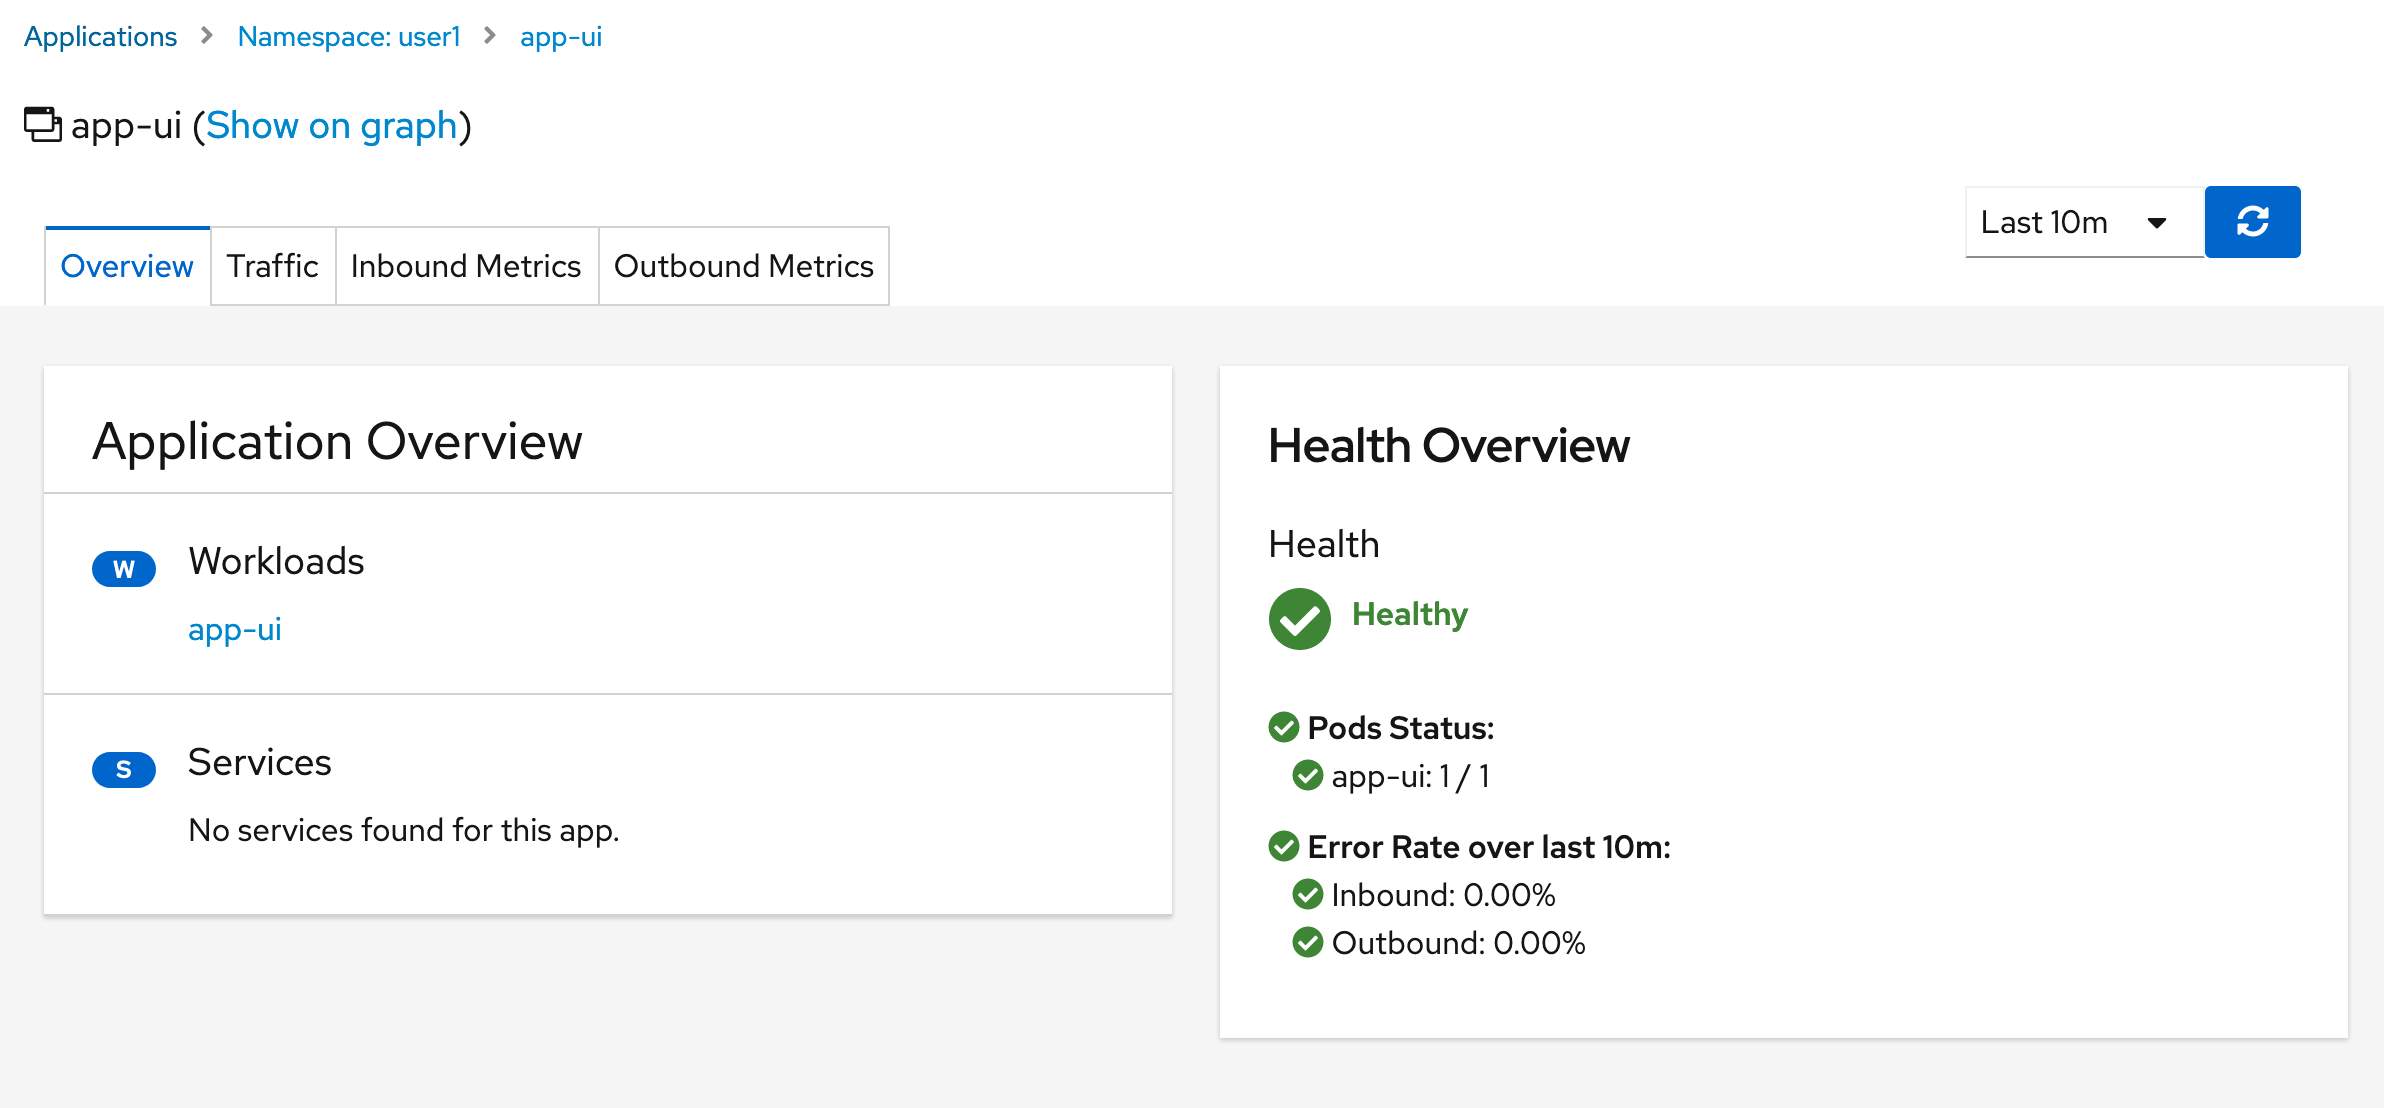 Applications > Namespace: user1 > app-ui
app-ui (Show on graph)
Last 10m
Overview Traffic Inbound Metrics Outbound Metrics
Application Overview
W Workloads
app-ui
S Services
No services found for this app.
Health Overview
Health
Healthy
Pods Status:
app-ui: 1 / 1
Error Rate over last 10m:
Inbound: 0.00%
Outbound: 0.00%